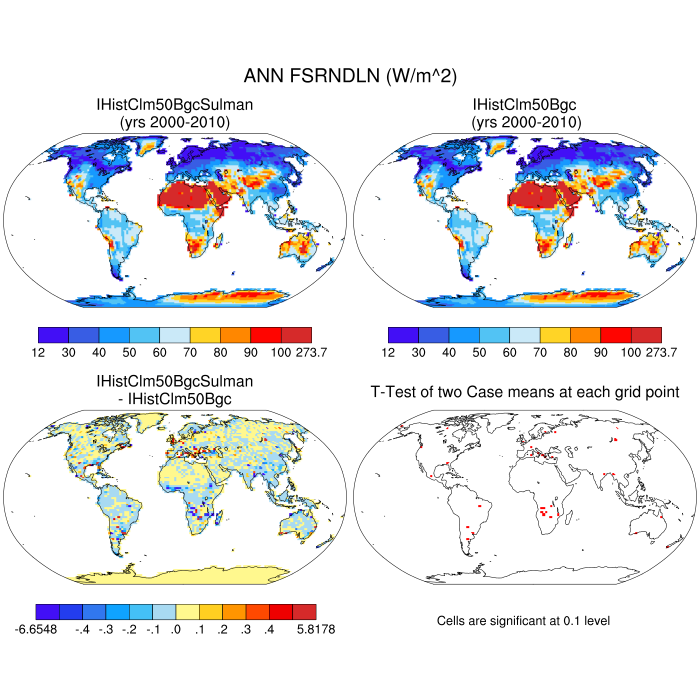 ANN FSRNDLN (W/m^2)
IHistClm50BgcSulman
(yrs 2000-2010)
IHistClm50Bgc
(yrs 2000-2010)
12 30 40 50 60 70 80 90 100 273.7
12 30 40 50 60 70 80 90 100 273.7
IHistClm50BgcSulman
- IHistClm50Bgc
T-Test of two Case means at each grid point
-6.6548 -.4 -.3 -.2 -.1 .0 .1 .2 .3 .4 5.8178
Cells are significant at 0.1 level